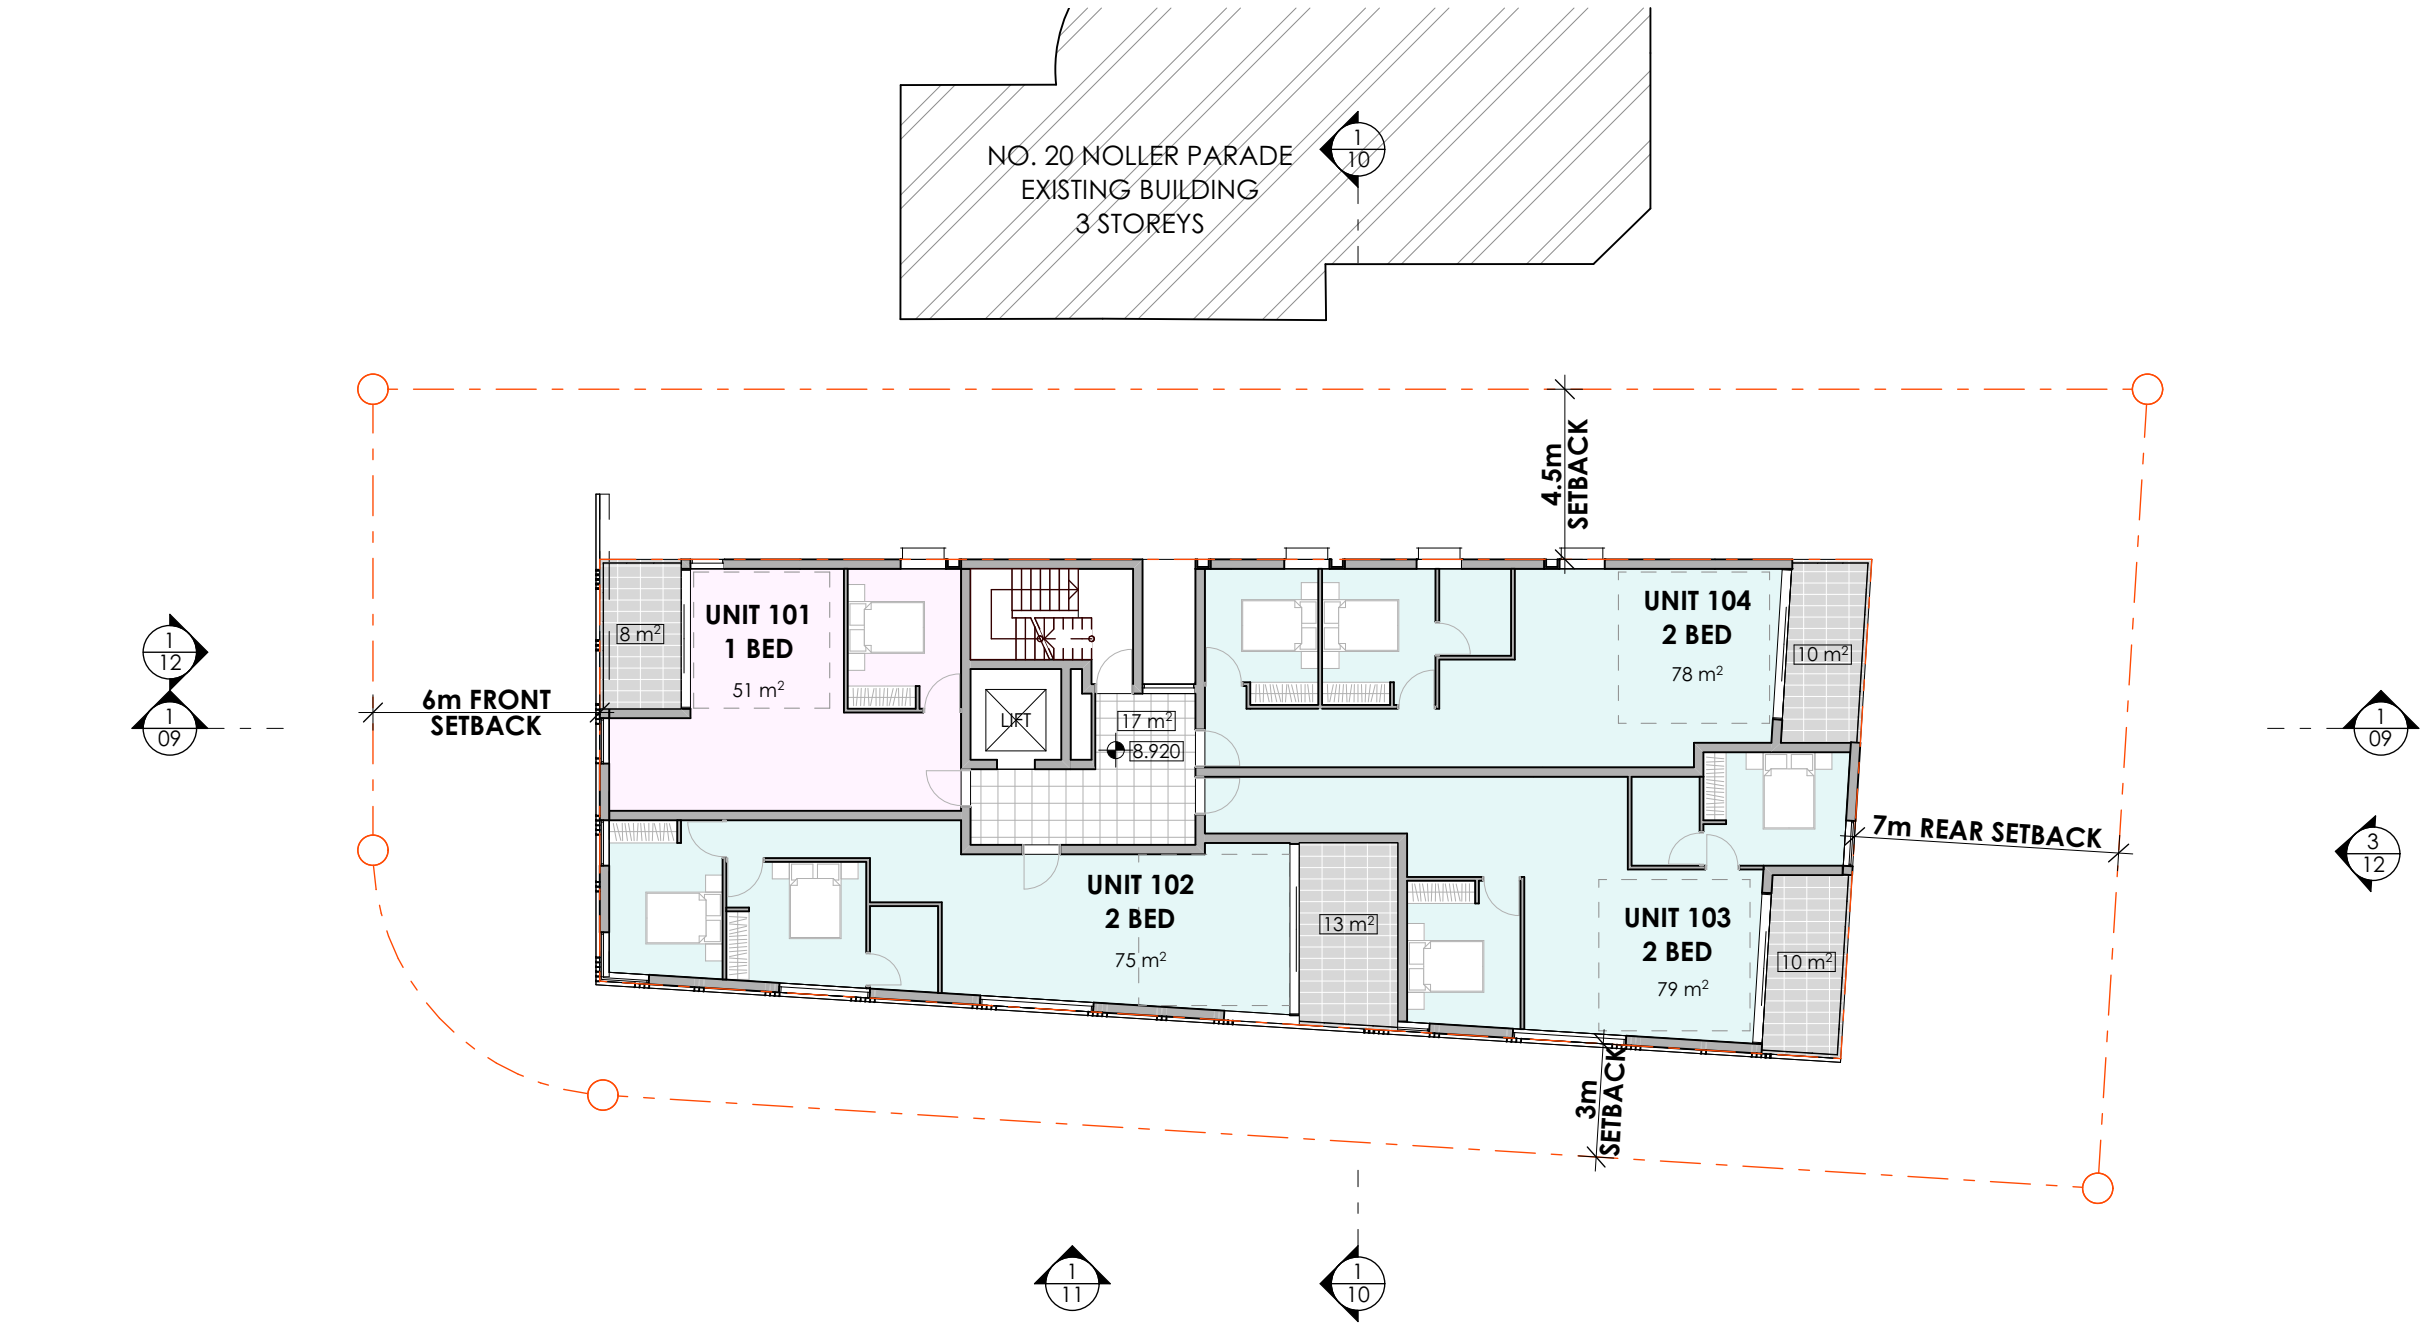 1
10
NO. 20 NOLLER PARADE
EXISTING BUILDING
3 STOREYS
4.5m
SETBACK
UNIT 101
1 BED
51 m²
8 m²
UNIT 104
2 BED
78 m²
10 m²
1
12
1
09
6m FRONT
SETBACK
LIFT
17 m²
8.920
1
09
7m REAR SETBACK
3
12
UNIT 102
2 BED
75 m²
13 m²
UNIT 103
2 BED
79 m²
10 m²
3m
SETBACK
1
11
1
10